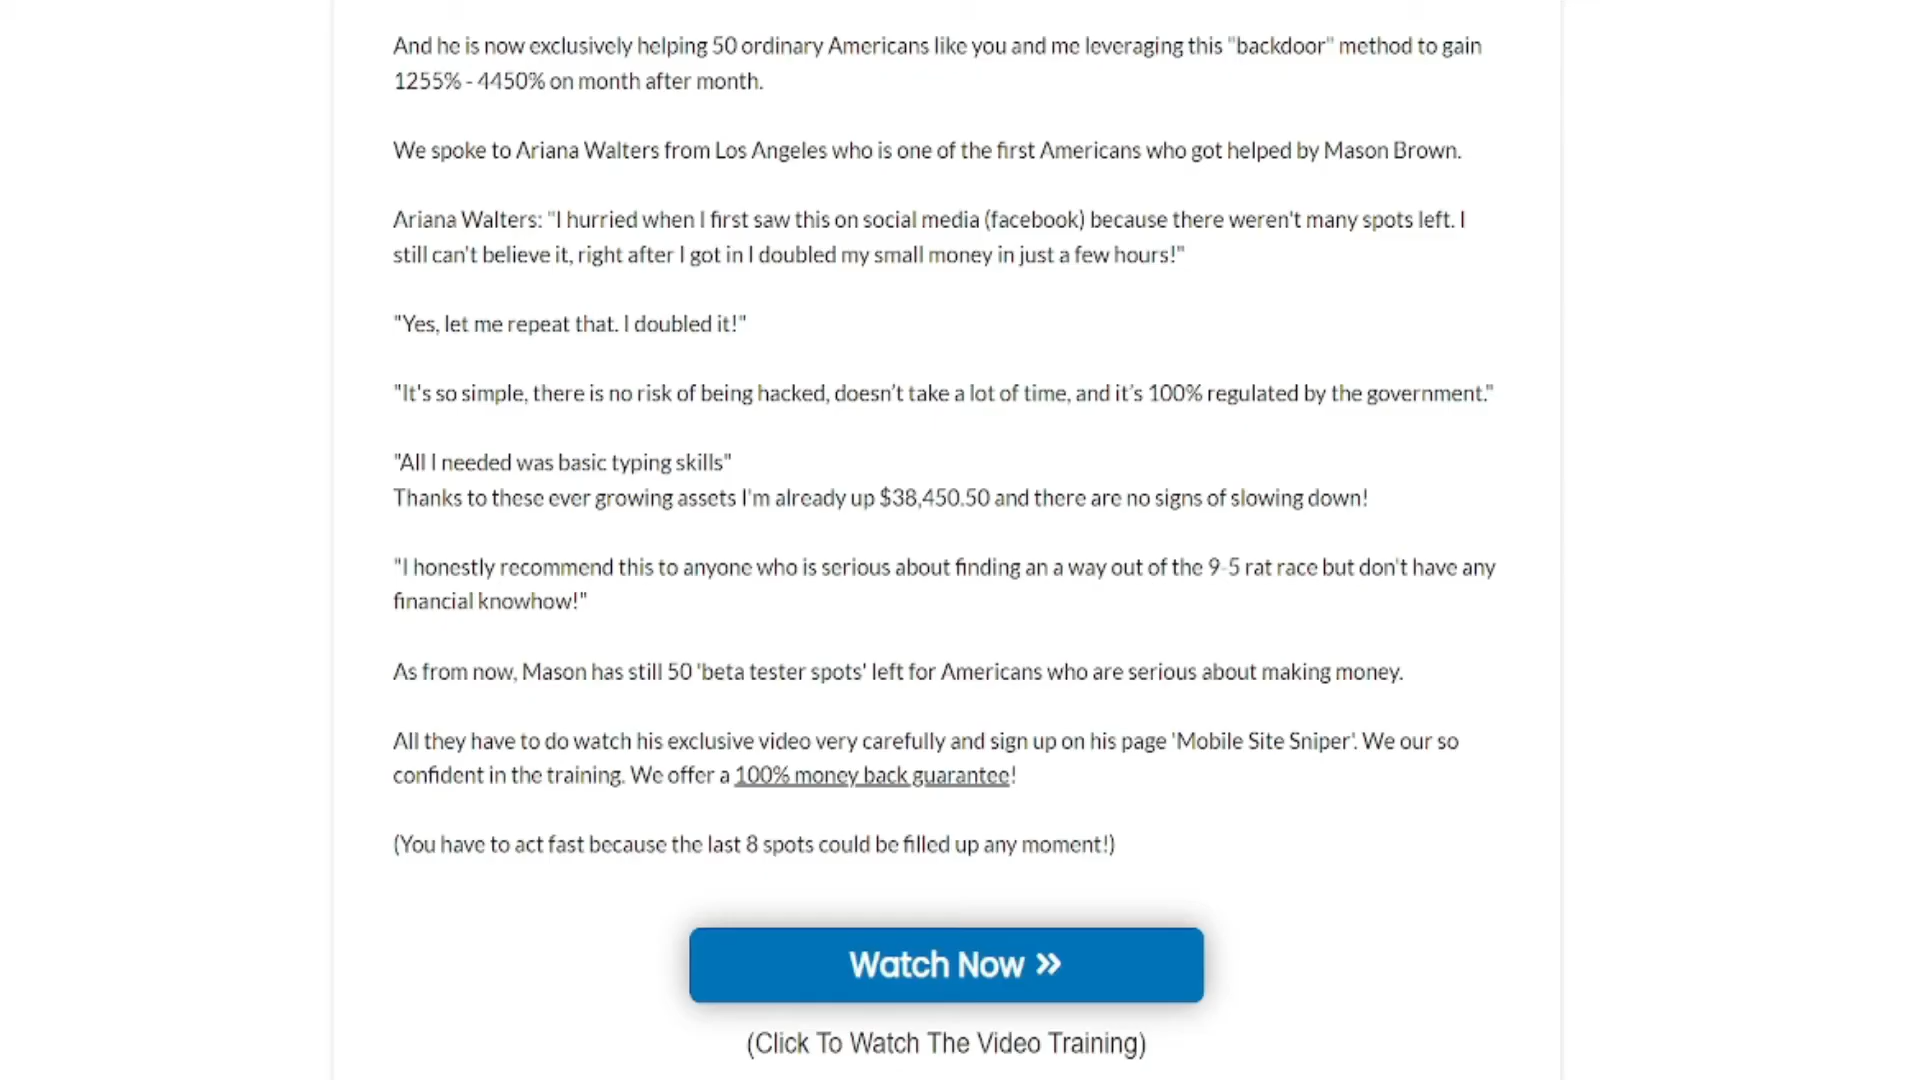 And he is now exclusively helping 50 ordinary Americans like you and me leveraging this "backdoor" method to gain
1255% - 4450% on month after month.
We spoke to Ariana Walters from Los Angeles who is one of the first Americans who got helped by Mason Brown.
Ariana Walters: "I hurried when I first saw this on social media (facebook) because there weren't many spots left. I
still can't believe it, right after I got in I doubled my small money in just a few hours!"
"Yes, let me repeat that. I doubled it!"
"It's so simple, there is no risk of being hacked, doesn’t take a lot of time, and it’s 100% regulated by the government."
"All I needed was basic typing skills"
Thanks to these ever growing assets I'm already up $38,450.50 and there are no signs of slowing down!
"I honestly recommend this to anyone who is serious about finding an a way out of the 9-5 rat race but don't have any
financial knowhow!"
As from now, Mason has still 50 'beta tester spots' left for Americans who are serious about making money.
All they have to do watch his exclusive video very carefully and sign up on his page 'Mobile Site Sniper'. We our so
confident in the training. We offer a 100% money back guarantee!
(You have to act fast because the last 8 spots could be filled up any moment!)
Watch Now »
(Click To Watch The Video Training)